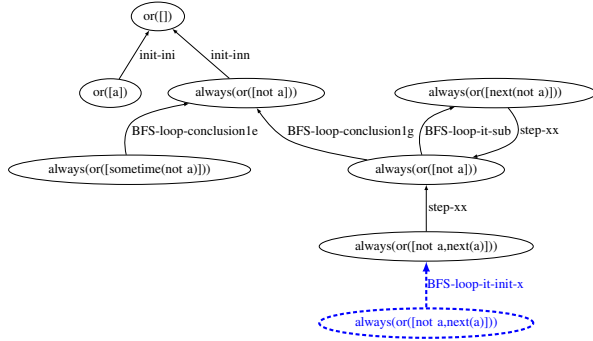 or([])
init-ini
init-inn
or([a])
always(or([not a]))
always(or([next(not a)]))
BFS-loop-conclusion1e
BFS-loop-conclusion1g
BFS-loop-it-sub
step-xx
always(or([sometime(not a)]))
always(or([not a]))
step-xx
always(or([not a,next(a)]))
BFS-loop-it-init-x
always(or([not a,next(a)]))